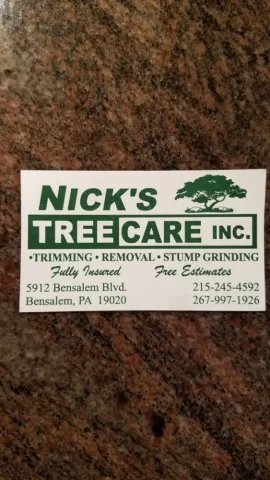 NICK'S
TREE CARE INC.
•TRIMMING • REMOVAL • STUMP GRINDING
Fully Insured Free Estimates
5912 Bensalem Blvd. 215-245-4592
Bensalem, PA 19020 267-997-1926